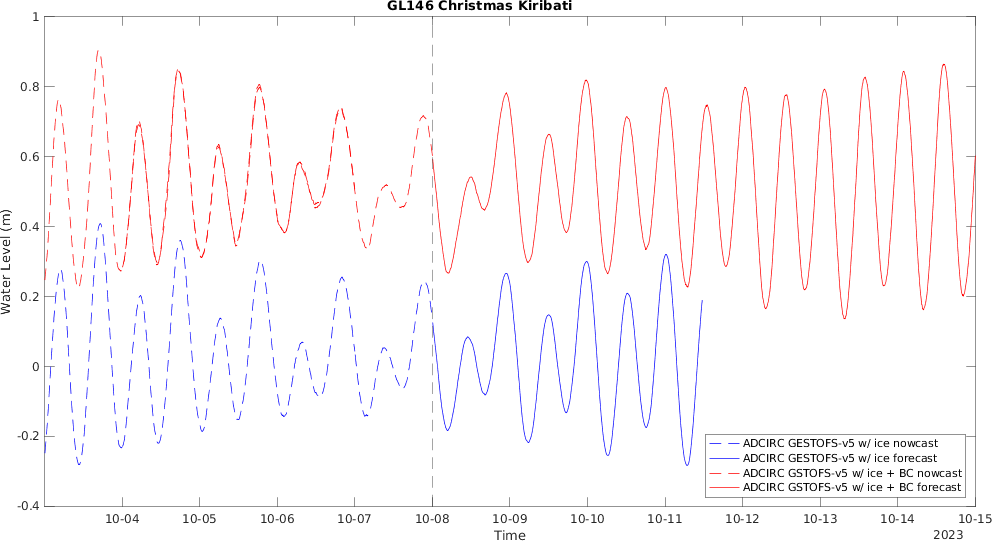 GL146 Christmas Kiribati
Water Level (m)
1
0.8
0.6
0.4
0.2
0
-0.2
-0.4
ADCIRC GESTOFS-v5 w/ ice nowcast
ADCIRC GESTOFS-v5 w/ ice forecast
ADCIRC GSTOFS-v5 w/ ice + BC nowcast
ADCIRC GSTOFS-v5 w/ ice + BC forecast
10-04 10-05 10-06 10-07 10-08 10-09 10-10 10-11 10-12 10-13 10-14 10-15
Time
2023